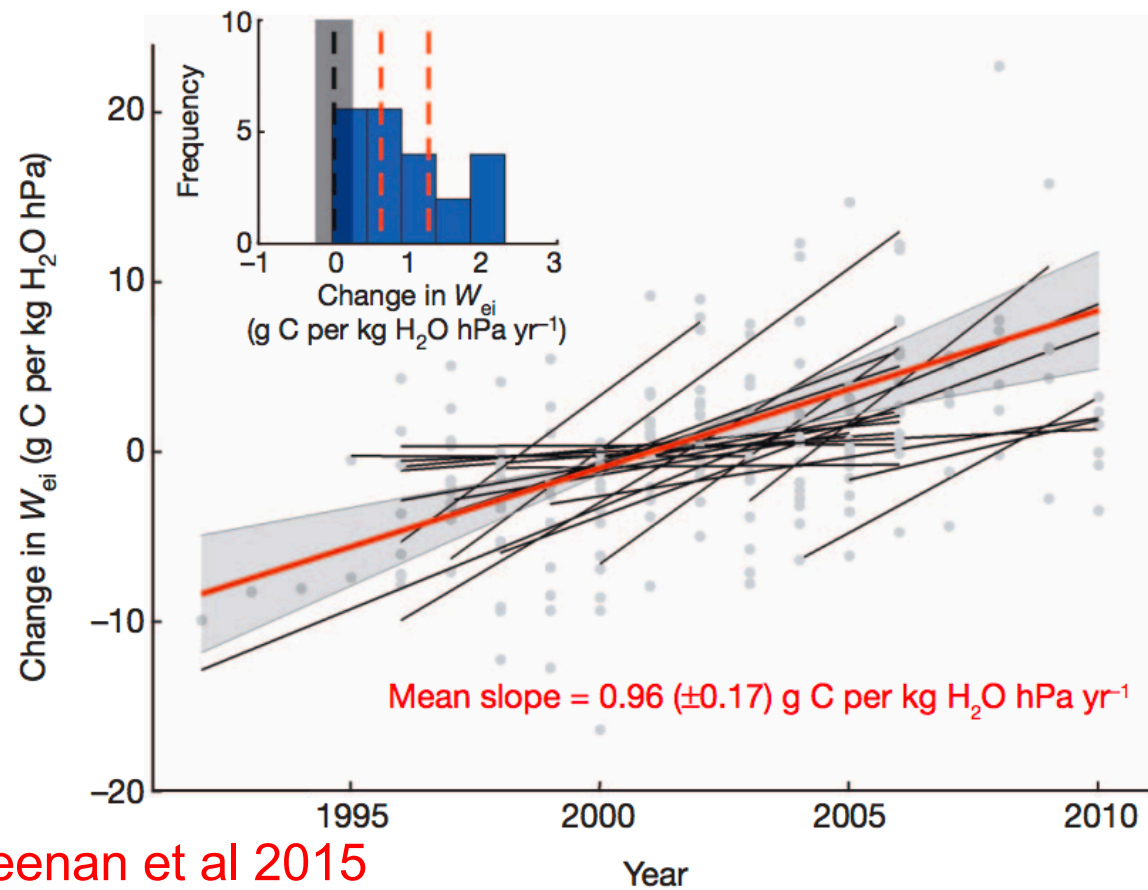 10
5
0
Frequency
−1 0 1 2 3
Change in Wei
(g C per kg H2O hPa yr−1)
20
10
0
−10
−20
Change in Wei (g C per kg H2O hPa)
Mean slope = 0.96 (±0.17) g C per kg H2O hPa yr−1
1995 2000 2005 2010
Year
eenan et al 2015